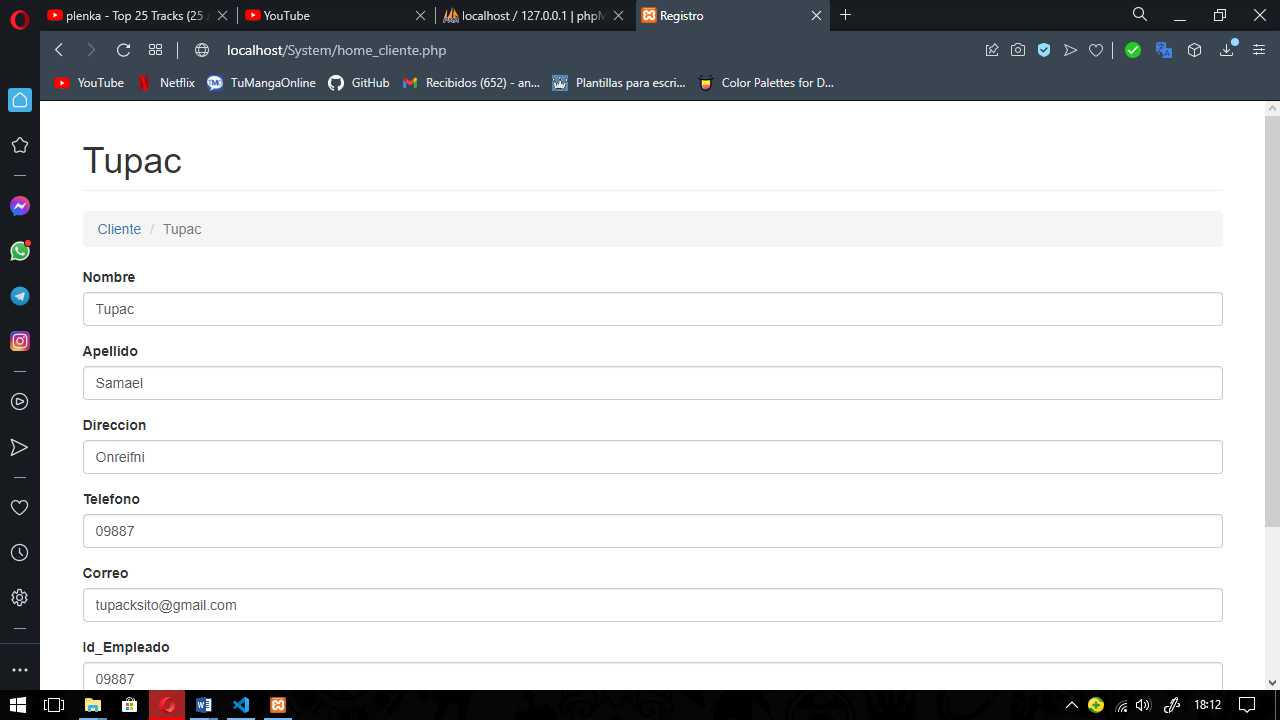 plenka - Top 25 Tracks (25
YouTube
localhost / 127.0.0.1 | phpM
Registro
localhost/System/home_cliente.php
YouTube
Netflix
TuMangaOnline
GitHub
Recibidos (652) - an...
Plantillas para escri...
Color Palettes for D...
Tupac
Cliente / Tupac
Nombre
Tupac
Apellido
Samael
Direccion
Onreifni
Telefono
09887
Correo
tupacksito@gmail.com
Id_Empleado
09887
18:12